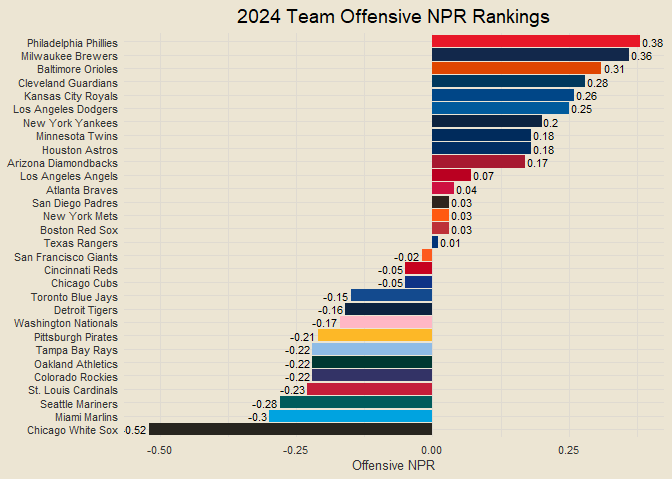 2024 Team Offensive NPR Rankings
Philadelphia Phillies 0.38
Milwaukee Brewers 0.36
Baltimore Orioles 0.31
Cleveland Guardians 0.28
Kansas City Royals 0.26
Los Angeles Dodgers 0.25
New York Yankees 0.2
Minnesota Twins 0.18
Houston Astros 0.18
Arizona Diamondbacks 0.17
Los Angeles Angels 0.07
Atlanta Braves 0.04
San Diego Padres 0.03
New York Mets 0.03
Boston Red Sox 0.03
Texas Rangers 0.01
San Francisco Giants -0.02
Cincinnati Reds -0.05
Chicago Cubs -0.05
Toronto Blue Jays -0.15
Detroit Tigers -0.16
Washington Nationals -0.17
Pittsburgh Pirates -0.21
Tampa Bay Rays -0.22
Oakland Athletics -0.22
Colorado Rockies -0.22
St. Louis Cardinals -0.23
Seattle Mariners -0.28
Miami Marlins -0.3
Chicago White Sox -0.52
-0.50 -0.25 0.00 0.25
Offensive NPR